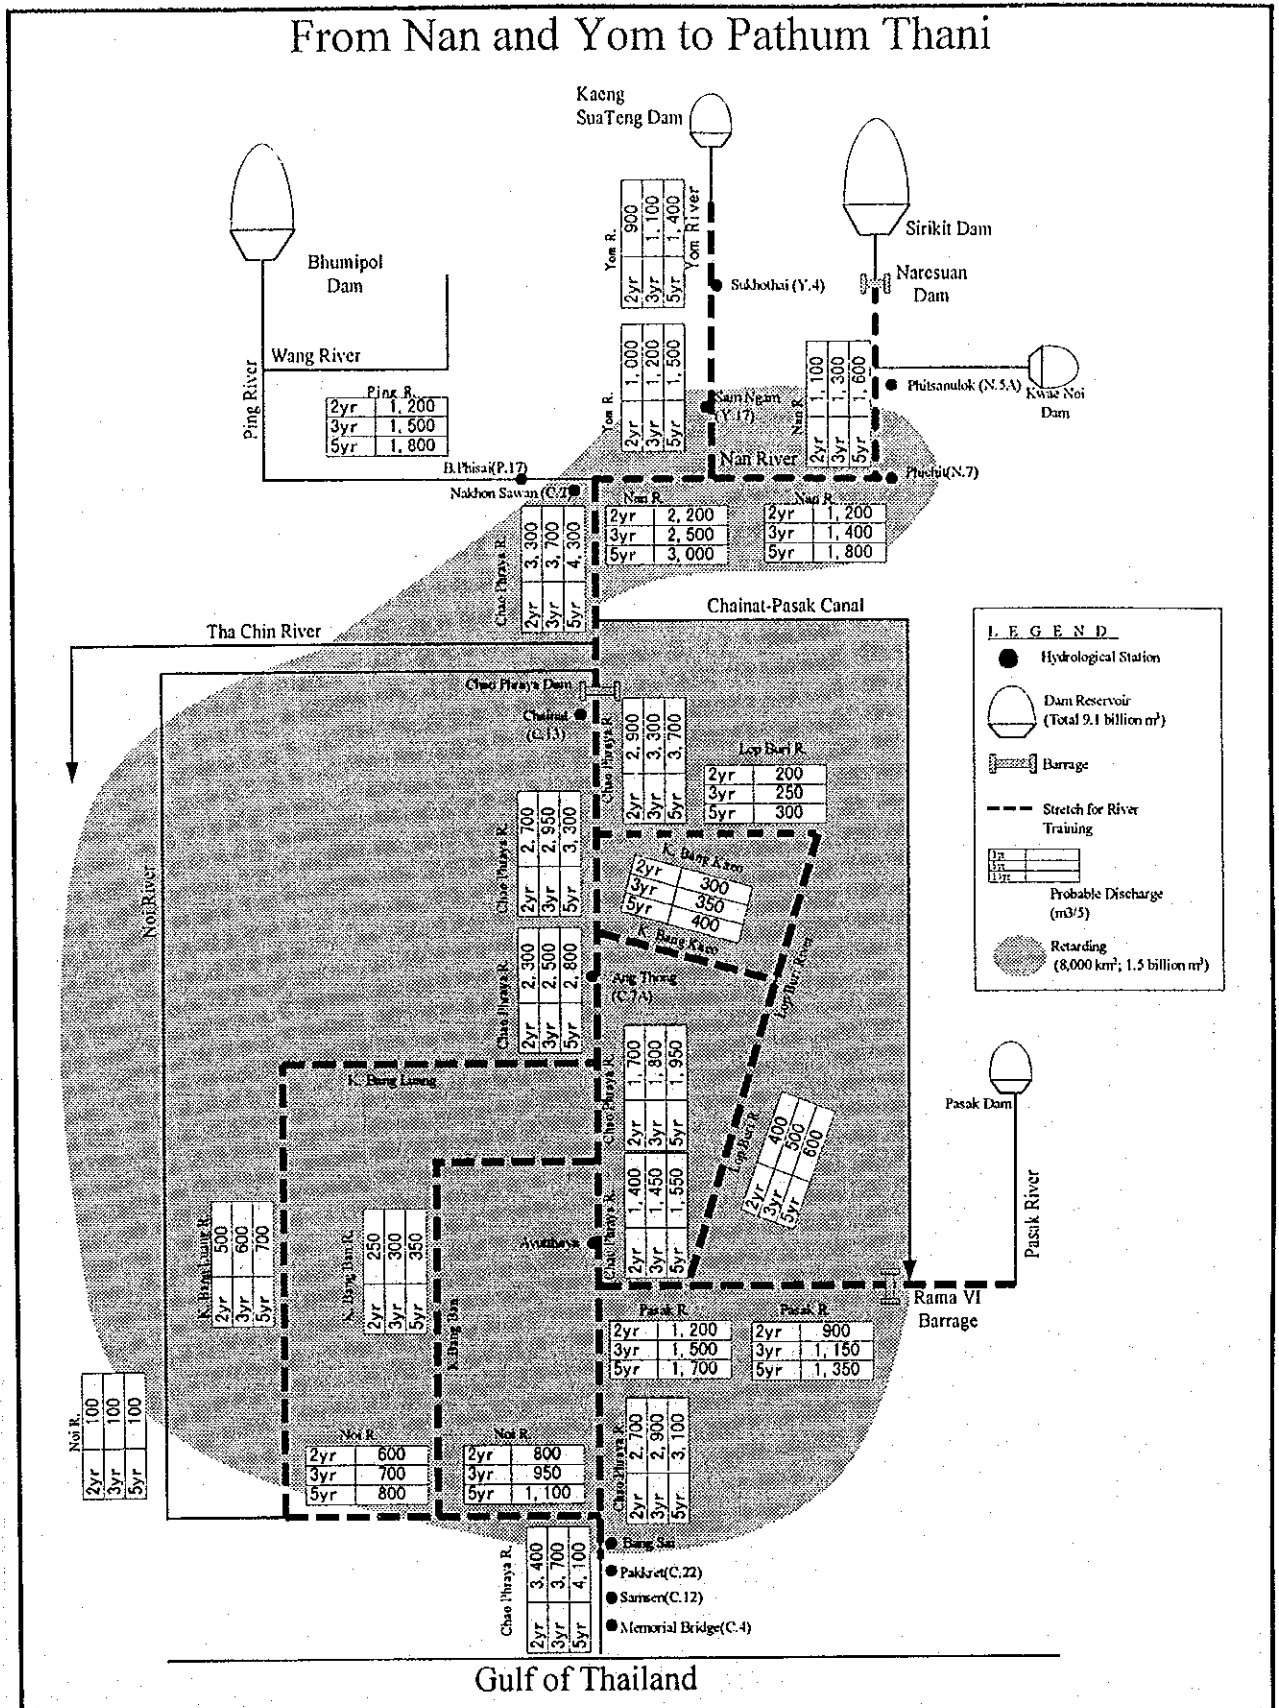 From Nan and Yom to Pathum Thani
Kaeng
SuaTeng Dam
Bhumipol
Dam
Sirikit Dam
Naresuan
Dam
Yom R.
2yr 900
3yr 1,100
5yr 1,400
Yom River
Sukhothai (Y.4)
Wang River
Ping River
Ping R.
2yr 1,200
3yr 1,500
5yr 1,800
Yom R.
2yr 1,000
3yr 1,200
5yr 1,500
Sam Ngam
(Y.17)
Nan R.
2yr 1,100
3yr 1,300
5yr 1,600
Phitsanulok (N.5A)
Kwae Noi
Dam
Nan River
B.Phisai(P.17)
Nakhon Sawan (C.2)
Phichit(N.7)
Nan R.
2yr 2,200
3yr 2,500
5yr 3,000
Nan R.
2yr 1,200
3yr 1,400
5yr 1,800
Chao Phraya R.
2yr 3,300
3yr 3,700
5yr 4,300
Chainat-Pasak Canal
Tha Chin River
Chao Phraya Dam
Chainat
(C.13)
Chao Phraya R.
2yr 2,900
3yr 3,300
5yr 3,700
Lop Buri R.
2yr 200
3yr 250
5yr 300
LEGEND
Hydrological Station
Dam Reservoir
(Total 9.1 billion m³)
Barrage
Stretch for River
Training
Probable Discharge
(m3/5)
Retarding
(8,000 km²; 1.5 billion m³)
Noi River
Chao Phraya R.
2yr 2,700
3yr 2,950
5yr 3,300
K. Bang Kaeo
2yr 300
3yr 350
5yr 400
K. Bang Kaeo
Lop Buri River
Chao Phraya R.
2yr 2,300
3yr 2,500
5yr 2,800
Ang Thong
(C.7A)
K. Bang Luang
Chao Phraya R.
2yr 1,700
3yr 1,800
5yr 1,950
Lop Buri R.
2yr 400
3yr 500
5yr 600
Pasak Dam
Pasak River
Chao Phraya R.
2yr 1,400
3yr 1,450
5yr 1,550
Ayutthaya
K. Bang Luang R.
2yr 500
3yr 600
5yr 700
K. Bang Ban R.
2yr 250
3yr 300
5yr 350
K. Bang Ban
Rama VI
Barrage
Pasak R.
2yr 1,200
3yr 1,500
5yr 1,700
Pasak R.
2yr 900
3yr 1,150
5yr 1,350
Noi R.
2yr 100
3yr 100
5yr 100
Noi R.
2yr 600
3yr 700
5yr 800
Noi R.
2yr 800
3yr 950
5yr 1,100
Chao Phraya R.
2yr 2,700
3yr 2,900
5yr 3,100
Chao Phraya R.
2yr 3,400
3yr 3,700
5yr 4,100
Bang Sai
Pakkret(C.22)
Samsen(C.12)
Memorial Bridge(C.4)
Gulf of Thailand